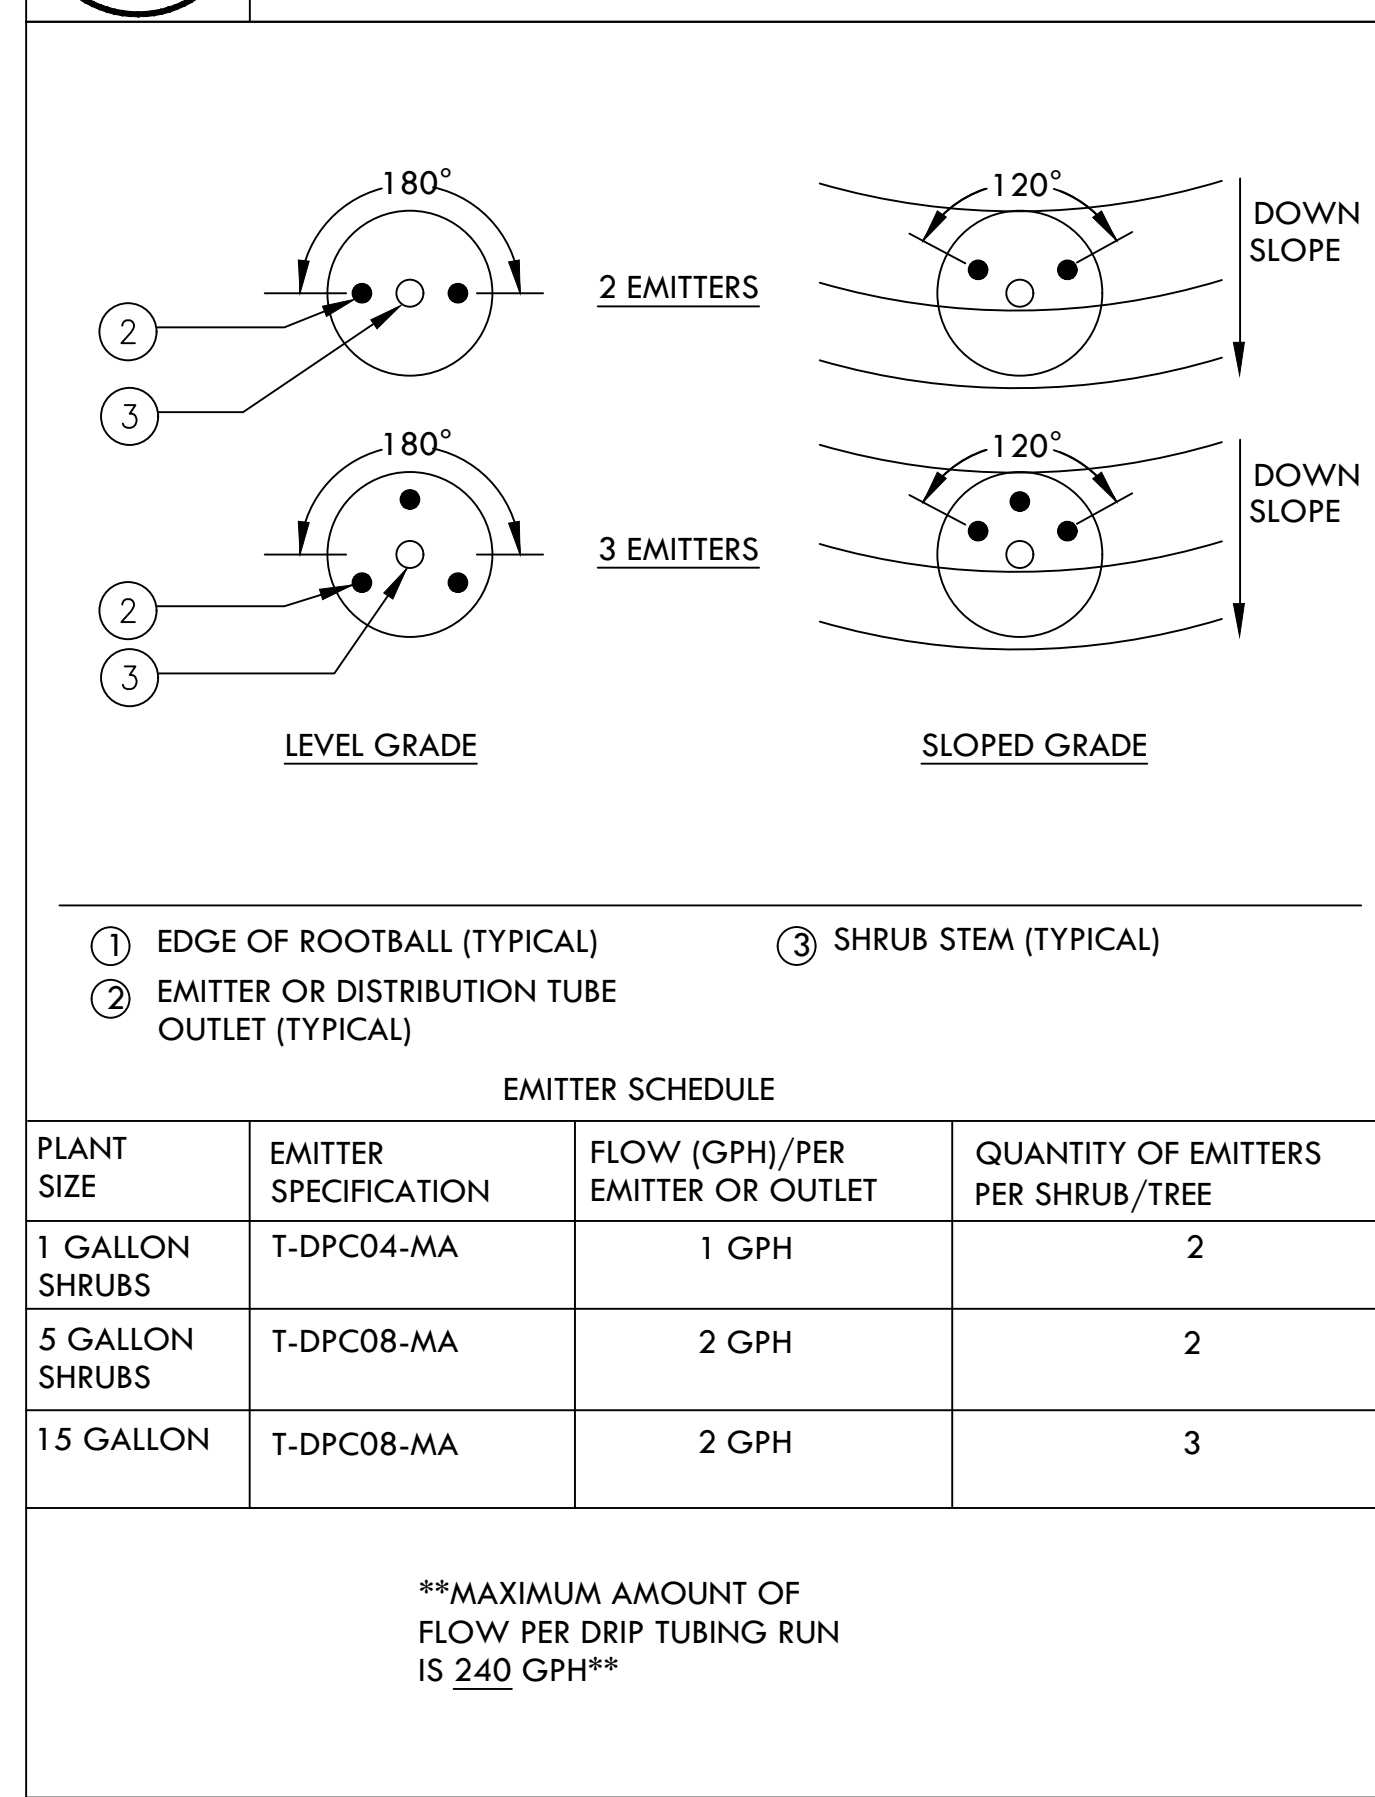 180°
120°
DOWN
SLOPE
2 EMITTERS
2
3
180°
120°
DOWN
SLOPE
3 EMITTERS
2
3
LEVEL GRADE
SLOPED GRADE
1 EDGE OF ROOTBALL (TYPICAL)
3 SHRUB STEM (TYPICAL)
2 EMITTER OR DISTRIBUTION TUBE
OUTLET (TYPICAL)
EMITTER SCHEDULE
PLANT
SIZE
EMITTER
SPECIFICATION
FLOW (GPH)/PER
EMITTER OR OUTLET
QUANTITY OF EMITTERS
PER SHRUB/TREE
1 GALLON
SHRUBS
T-DPC04-MA
1 GPH
2
5 GALLON
SHRUBS
T-DPC08-MA
2 GPH
2
15 GALLON
T-DPC08-MA
2 GPH
3
**MAXIMUM AMOUNT OF
FLOW PER DRIP TUBING RUN
IS 240 GPH**